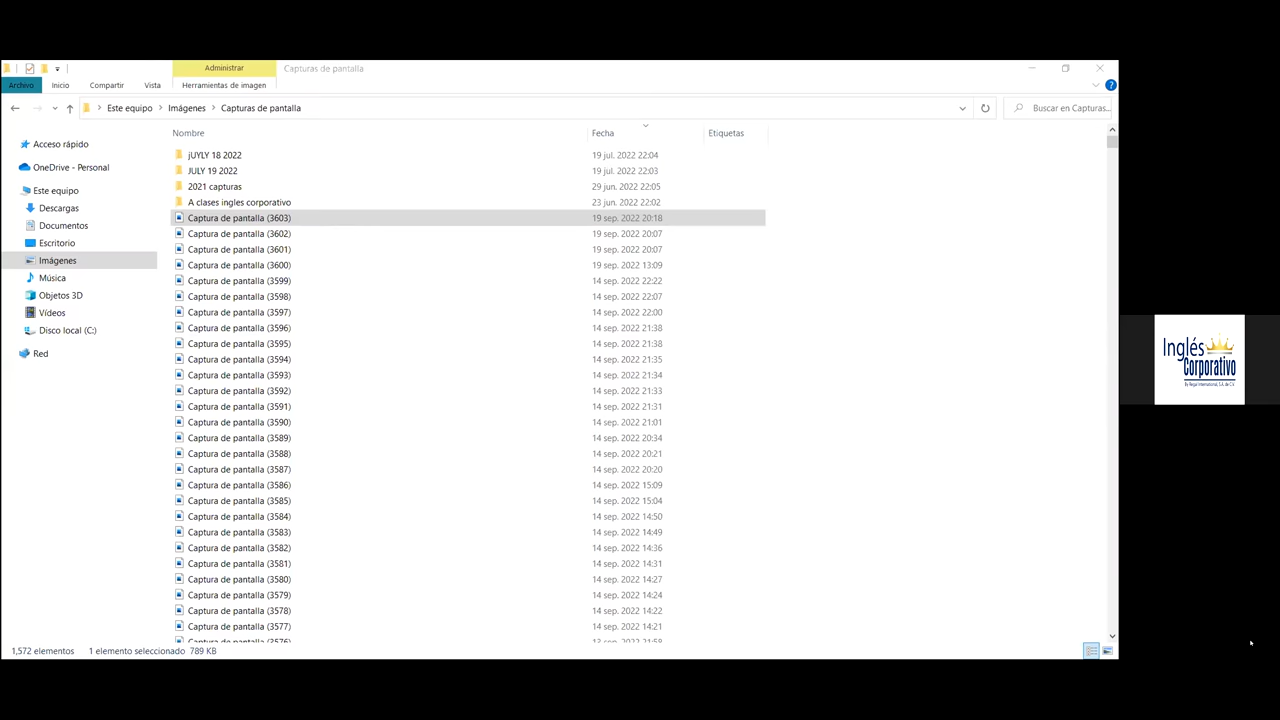 Administrar
Capturas de pantalla
Archivo Inicio Compartir Vista Herramientas de imagen
Este equipo > Imágenes > Capturas de pantalla
Buscar en Capturas...
Nombre Fecha Etiquetas
Acceso rápido
OneDrive - Personal
Este equipo
Descargas
Documentos
Escritorio
Imágenes
Música
Objetos 3D
Vídeos
Disco local (C:)
Red
jUYLY 18 2022 19 jul. 2022 22:04
JULY 19 2022 19 jul. 2022 22:03
2021 capturas 29 jun. 2022 22:05
A clases ingles corporativo 23 jun. 2022 22:02
Captura de pantalla (3603) 19 sep. 2022 20:18
Captura de pantalla (3602) 19 sep. 2022 20:07
Captura de pantalla (3601) 19 sep. 2022 20:07
Captura de pantalla (3600) 19 sep. 2022 13:09
Captura de pantalla (3599) 14 sep. 2022 22:22
Captura de pantalla (3598) 14 sep. 2022 22:07
Captura de pantalla (3597) 14 sep. 2022 22:00
Captura de pantalla (3596) 14 sep. 2022 21:38
Captura de pantalla (3595) 14 sep. 2022 21:38
Captura de pantalla (3594) 14 sep. 2022 21:35
Captura de pantalla (3593) 14 sep. 2022 21:34
Captura de pantalla (3592) 14 sep. 2022 21:33
Captura de pantalla (3591) 14 sep. 2022 21:31
Captura de pantalla (3590) 14 sep. 2022 21:01
Captura de pantalla (3589) 14 sep. 2022 20:34
Captura de pantalla (3588) 14 sep. 2022 20:21
Captura de pantalla (3587) 14 sep. 2022 20:20
Captura de pantalla (3586) 14 sep. 2022 15:09
Captura de pantalla (3585) 14 sep. 2022 15:04
Captura de pantalla (3584) 14 sep. 2022 14:50
Captura de pantalla (3583) 14 sep. 2022 14:49
Captura de pantalla (3582) 14 sep. 2022 14:36
Captura de pantalla (3581) 14 sep. 2022 14:31
Captura de pantalla (3580) 14 sep. 2022 14:27
Captura de pantalla (3579) 14 sep. 2022 14:24
Captura de pantalla (3578) 14 sep. 2022 14:22
Captura de pantalla (3577) 14 sep. 2022 14:21
Captura de pantalla (3576) 13 sep. 2022 21:58
1,572 elementos 1 elemento seleccionado 789 KB
Inglés
Corporativo